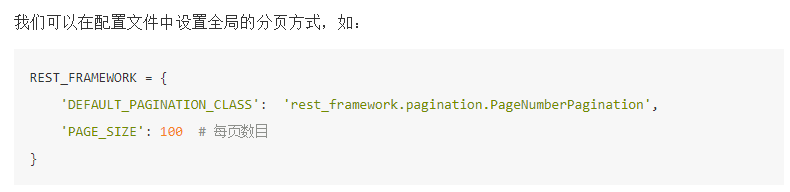 我们可以在配置文件中设置全局的分页方式，如：
REST_FRAMEWORK = {
    'DEFAULT_PAGINATION_CLASS':  'rest_framework.pagination.PageNumberPagination',
    'PAGE_SIZE': 100  # 每页数目
}